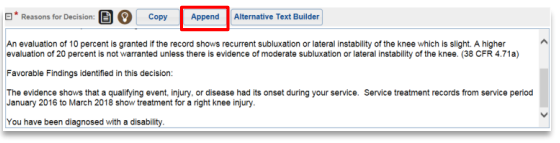 * Reasons for Decision: Copy Append Alternative Text Builder
An evaluation of 10 percent is granted if the record shows recurrent subluxation or lateral instability of the knee which is slight. A higher
evaluation of 20 percent is not warranted unless there is evidence of moderate subluxation or lateral instability of the knee. (38 CFR 4.71a)
Favorable Findings identified in this decision:
The evidence shows that a qualifying event, injury, or disease had its onset during your service. Service treatment records from service period
January 2016 to March 2018 show treatment for a right knee injury.
You have been diagnosed with a disability.